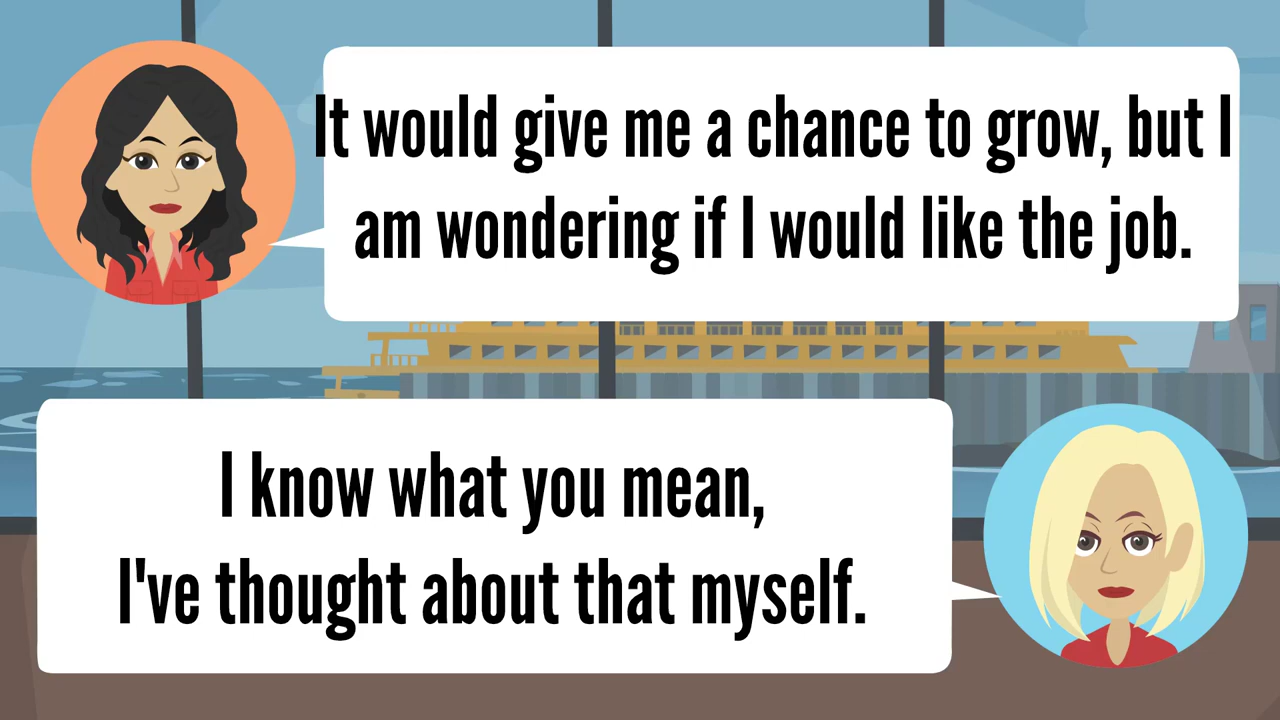 It would give me a chance to grow, but I
am wondering if I would like the job.
I know what you mean,
I've thought about that myself.